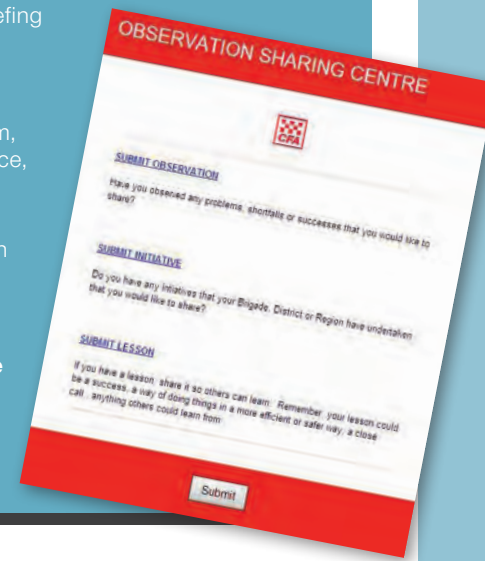 efing
n,
ce,
n
e
OBSERVATION SHARING CENTRE
CFA
SUBMIT OBSERVATION
Have you observed any problems, shortfalls or successes that you would like to
share?
SUBMIT INITIATIVE
Do you have any intiatives that your Brigade, District or Region have undertaken
that you would like to share?
SUBMIT LESSON
If you have a lesson, share it so others can learn. Remember, your lesson could
be a success, a way of doing things in a more efficient or safer way, a close
call...anything others could learn from.
Submit